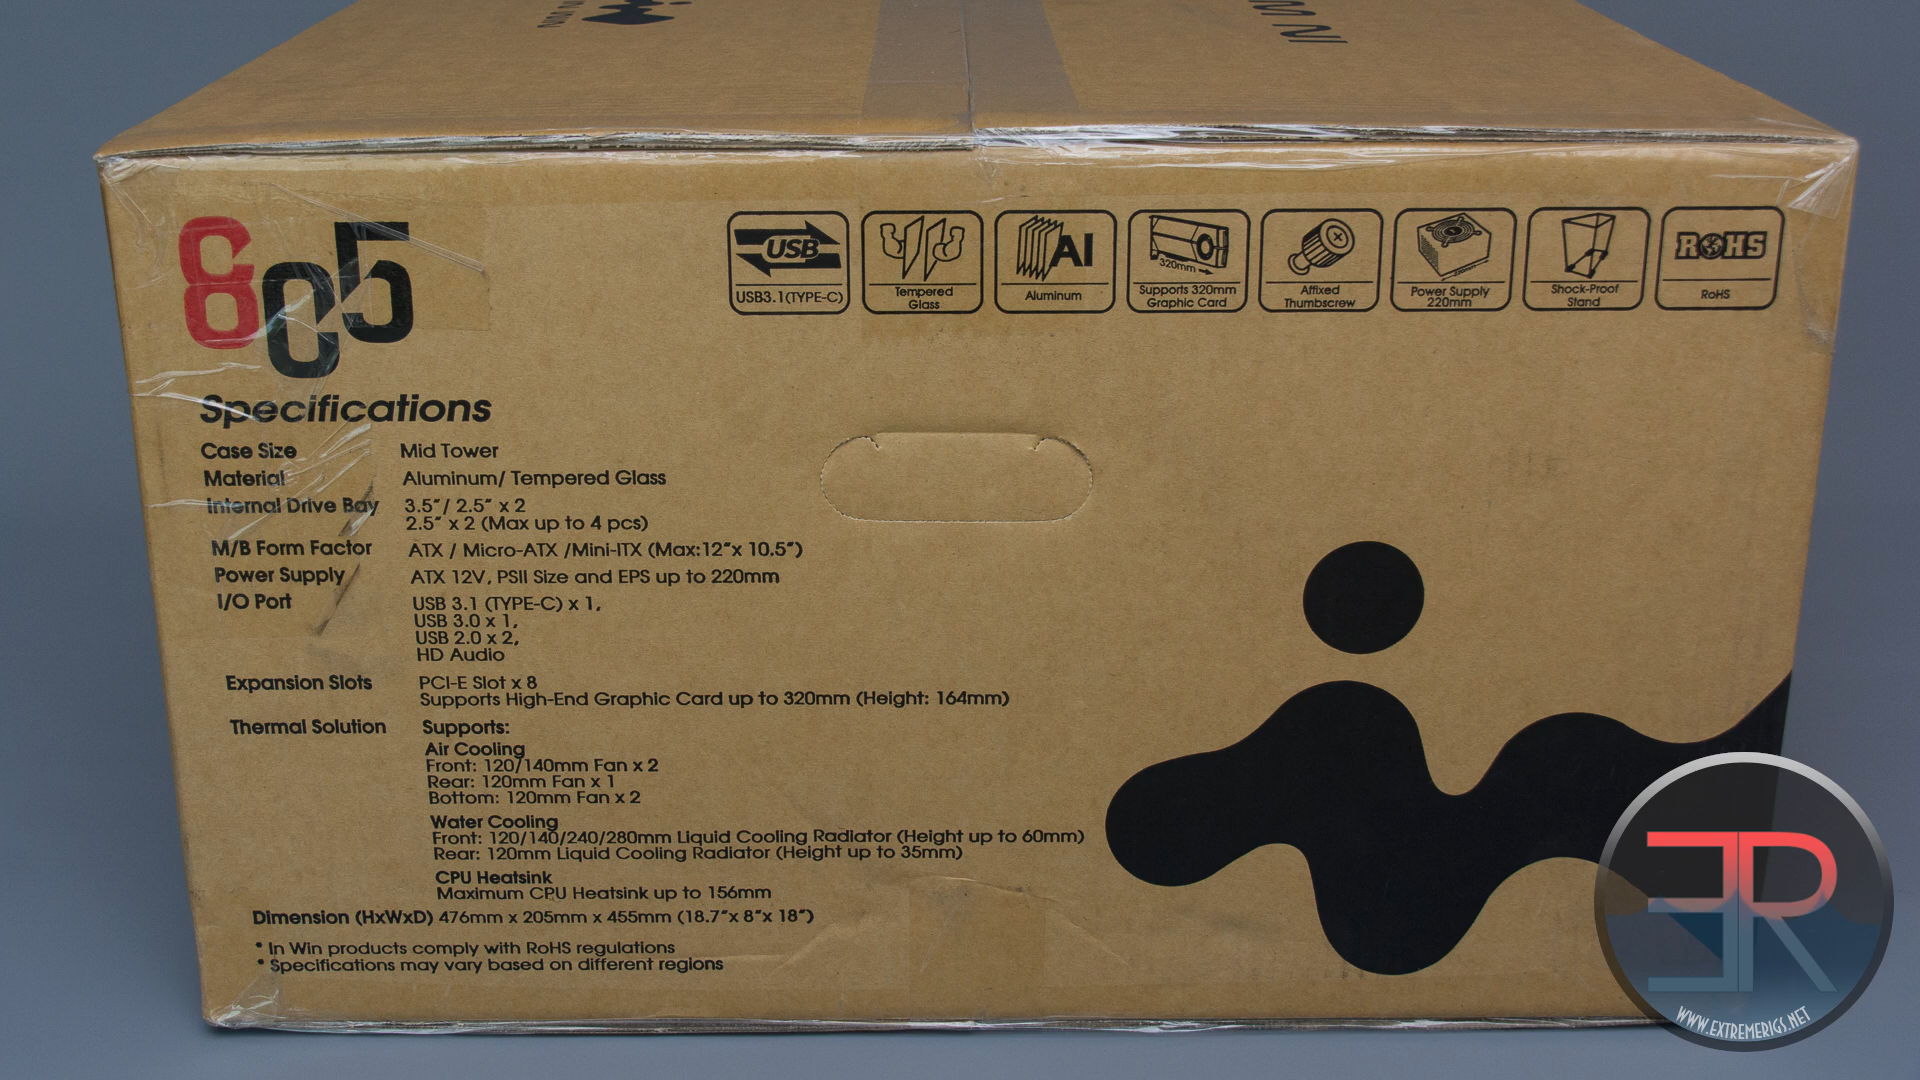 IN WIN
IN WIN
805
USB
USB3.1(TYPE-C)
Tempered
Glass
Al
Aluminum
320mm
Supports 320mm
Graphic Card
Affixed
Thumbscrew
220mm
Power Supply
220mm
Shock-Proof
Stand
ROHS
RoHS
Specifications
Case Size Mid Tower
Material Aluminum/ Tempered Glass
Internal Drive Bay 3.5"/ 2.5" x 2
2.5" x 2 (Max up to 4 pcs)
M/B Form Factor ATX / Micro-ATX /Mini-ITX (Max:12"x 10.5")
Power Supply ATX 12V, PSII Size and EPS up to 220mm
I/O Port USB 3.1 (TYPE-C) x 1,
USB 3.0 x 1,
USB 2.0 x 2,
HD Audio
Expansion Slots PCI-E Slot x 8
Supports High-End Graphic Card up to 320mm (Height: 164mm)
Thermal Solution Supports:
Air Cooling
Front: 120/140mm Fan x 2
Rear: 120mm Fan x 1
Bottom: 120mm Fan x 2
Water Cooling
Front: 120/140/240/280mm Liquid Cooling Radiator (Height up to 60mm)
Rear: 120mm Liquid Cooling Radiator (Height up to 35mm)
CPU Heatsink
Maximum CPU Heatsink up to 156mm
Dimension (HxWxD) 476mm x 205mm x 455mm (18.7"x 8"x 18")
* In Win products comply with RoHS regulations
* Specifications may vary based on different regions
ER
WWW.EXTREMERIGS.NET